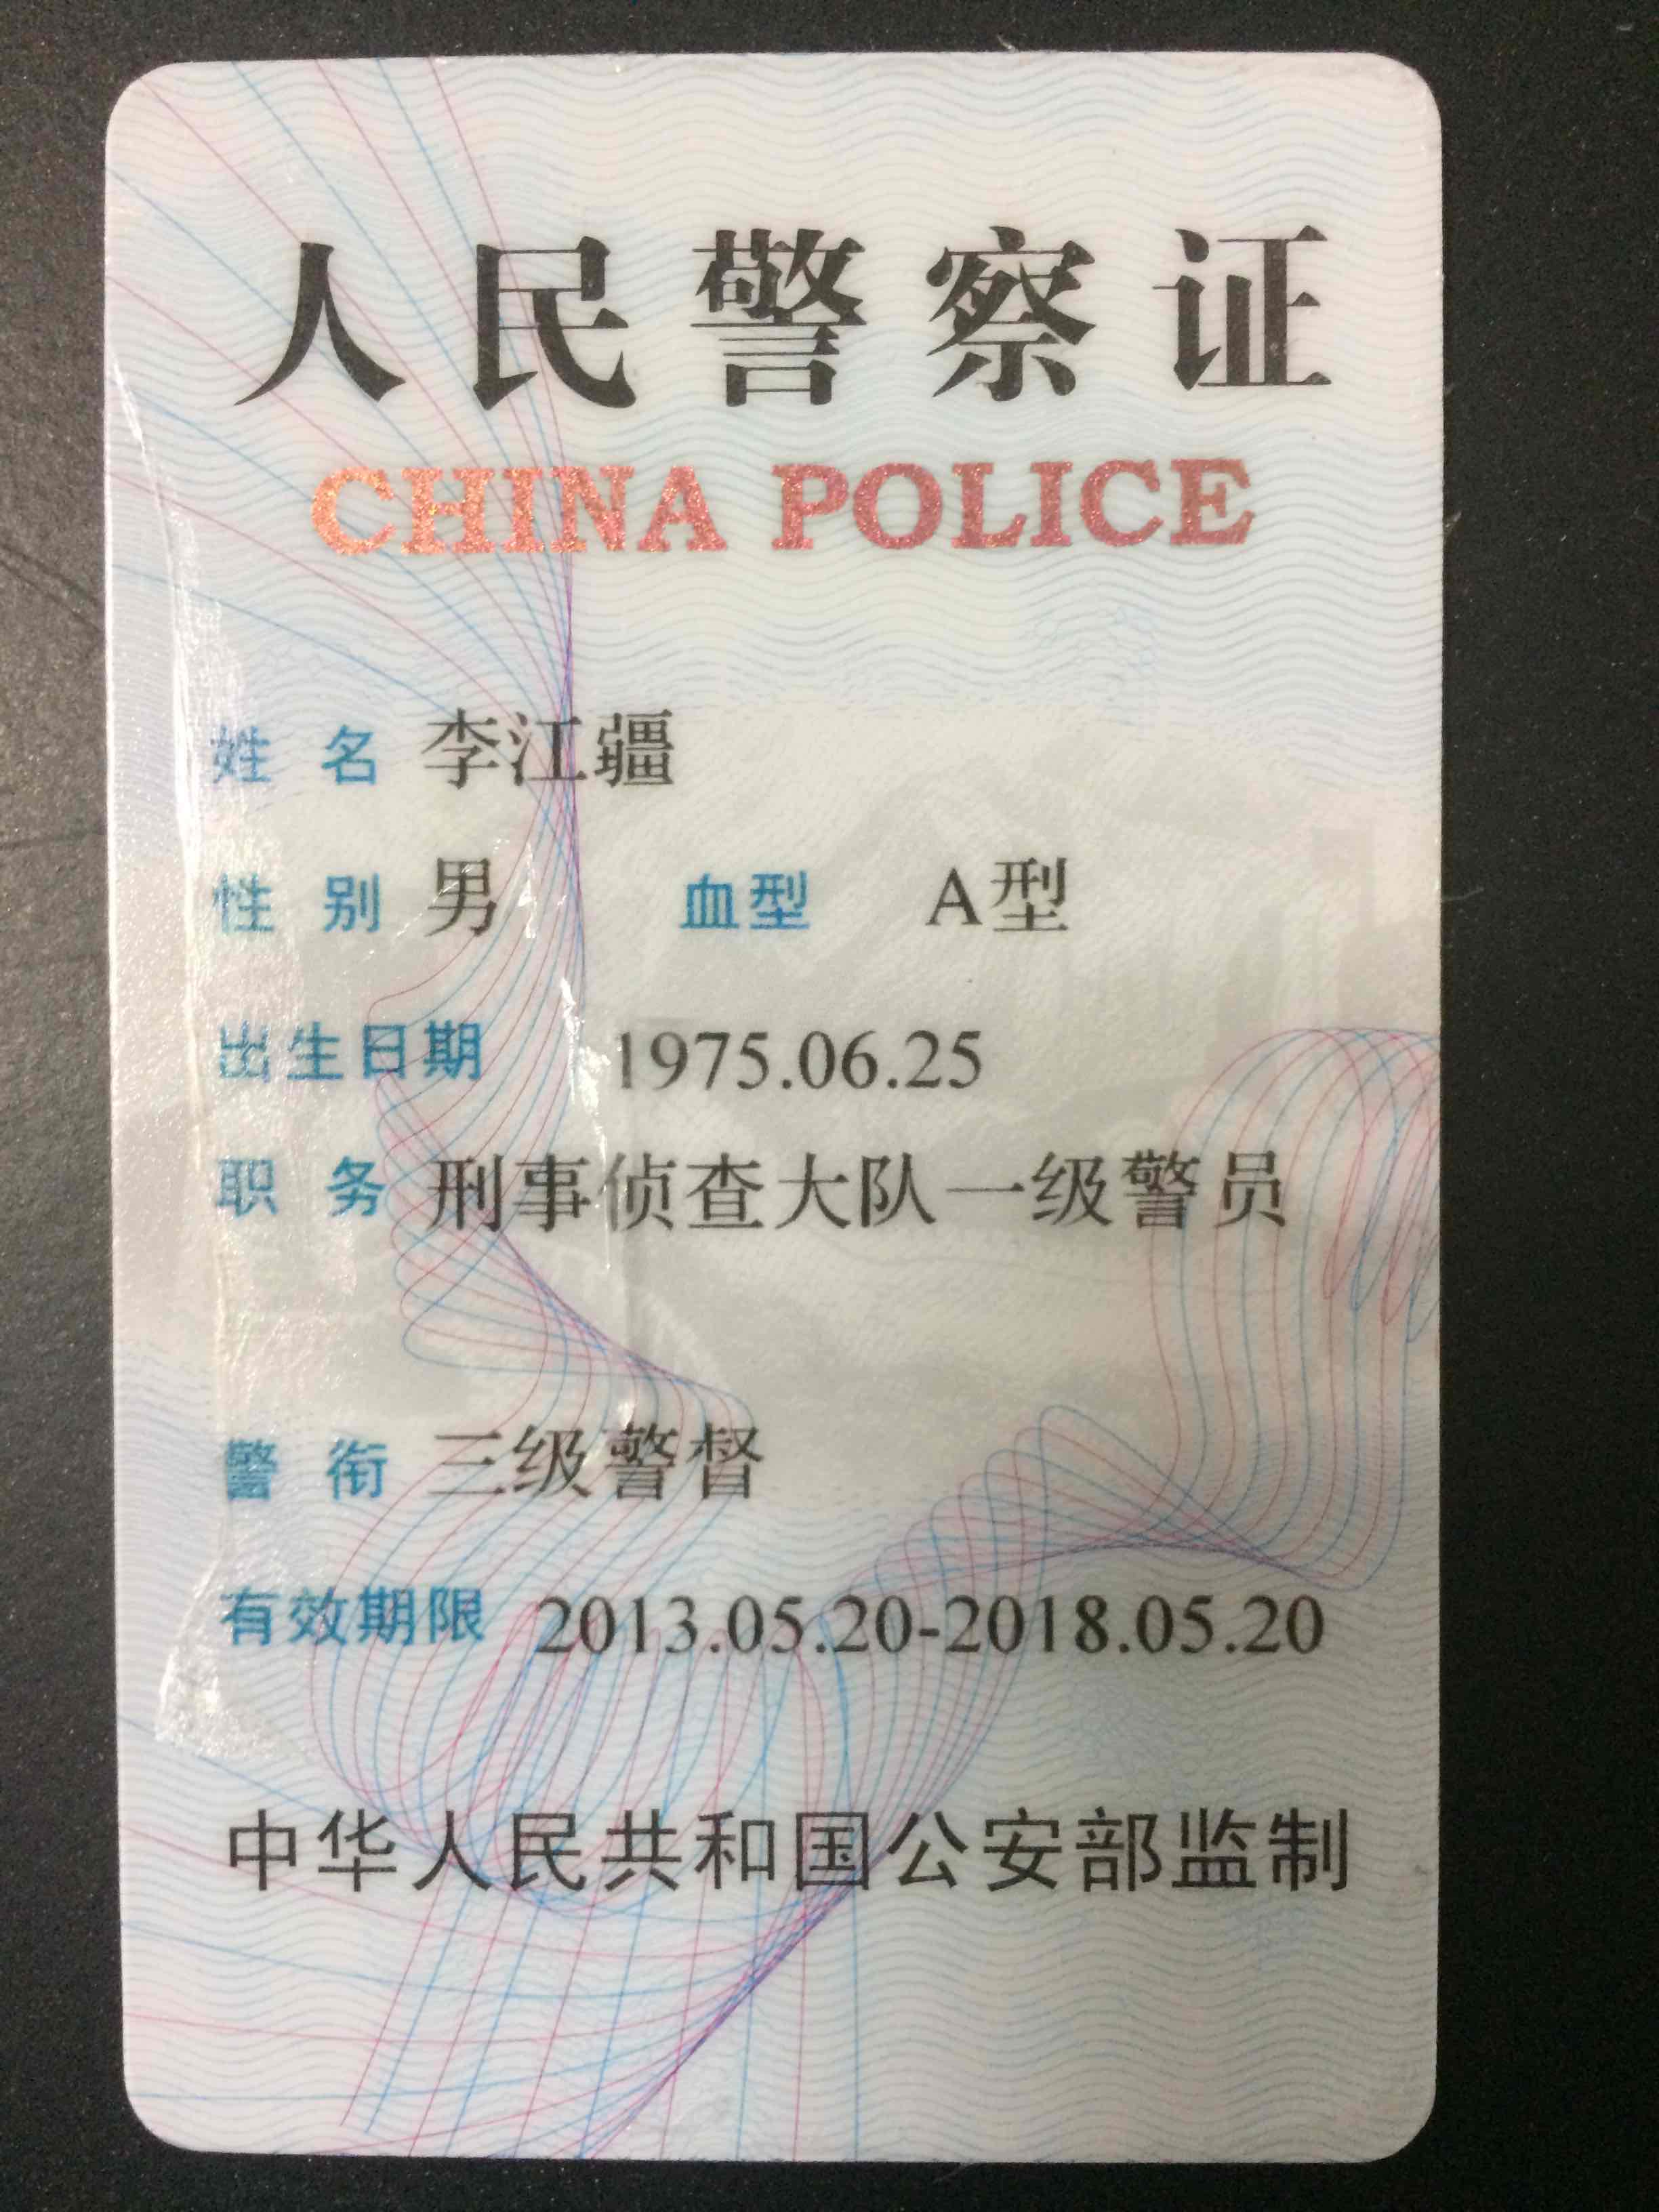 人民警察证
CHINA POLICE
姓 名 李江疆
性 别 男 血型 A型
出生日期 1975.06.25
职 务 刑事侦查大队一级警员
警 衔 三级警督
有效期限 2013.05.20-2018.05.20
中华人民共和国公安部监制